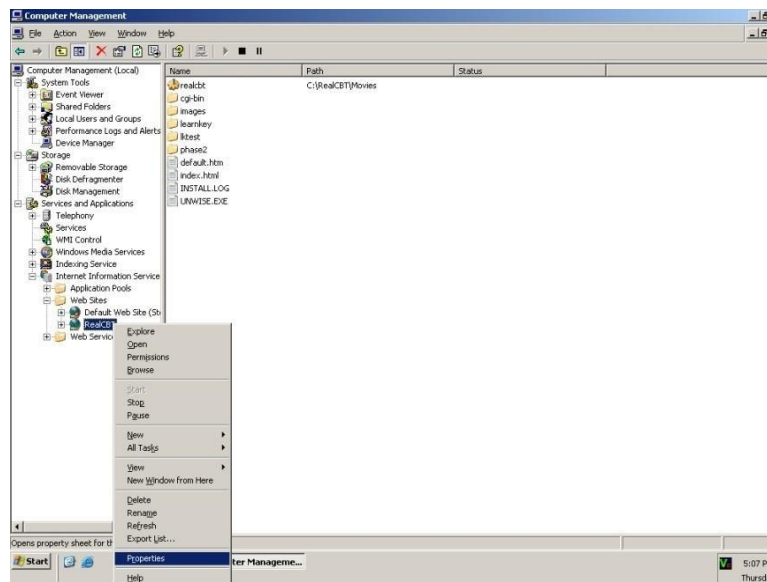 Computer Management
File Action View Window Help
Computer Management (Local)
System Tools
Event Viewer
Shared Folders
Local Users and Groups
Performance Logs and Alerts
Device Manager
Storage
Removable Storage
Disk Defragmenter
Disk Management
Services and Applications
Telephony
Services
WMI Control
Windows Media Services
Indexing Service
Internet Information Service
Application Pools
Web Sites
Default Web Site (St
RealCBT
Web Servic
Name Path Status
realcbt C:\RealCBT\Movies
cgi-bin
images
learnkey
lktest
phase2
default.htm
index.html
INSTALL.LOG
UNWISE.EXE
Explore
Open
Permissions
Browse
Start
Stop
Pause
New
All Tasks
View
New Window from Here
Delete
Rename
Refresh
Export List...
Properties
Help
Opens property sheet for th
Start
ter Manageme...
5:07 P
Thursd